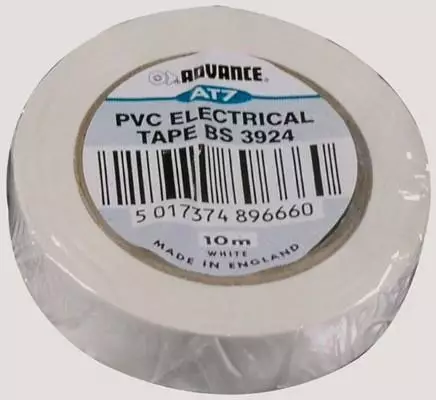 ADVANCE®
AT7
PVC ELECTRICAL
TAPE BS 3924
5 017374 896660
10m
WHITE
MADE IN ENGLAND